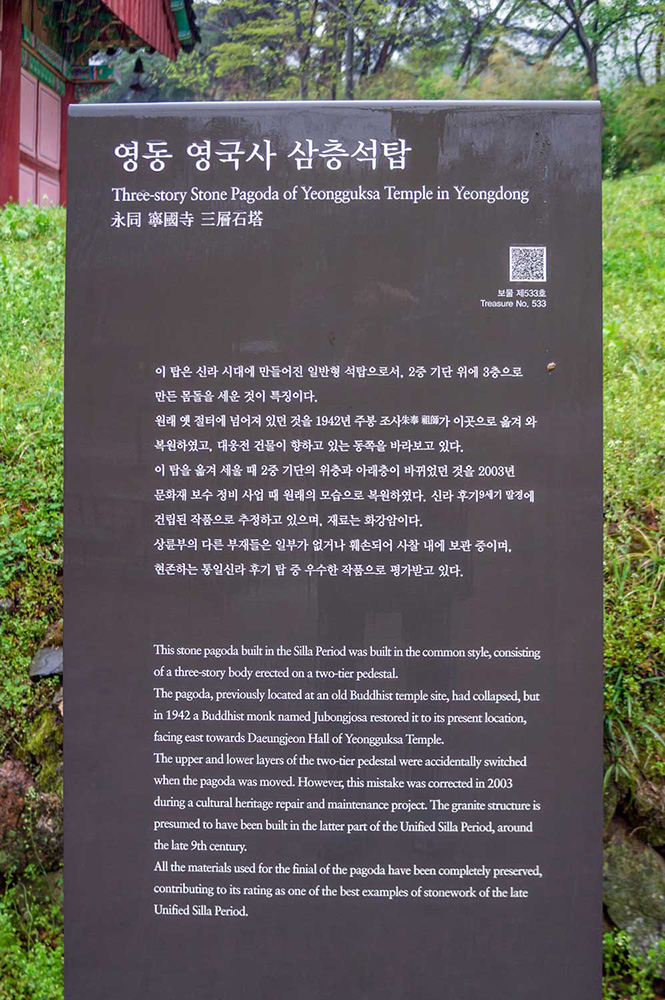 영동 영국사 삼층석탑
Three-story Stone Pagoda of Yeongguksa Temple in Yeongdong
永同 寧國寺 三層石塔
보물 제533호
Treasure No. 533
이 탑은 신라 시대에 만들어진 일반형 석탑으로서, 2중 기단 위에 3층으로
만든 몸돌을 세운 것이 특징이다.
원래 옛 절터에 넘어져 있던 것을 1942년 주봉 조사朱奉 祖師가 이곳으로 옮겨 와
복원하였고, 대웅전 건물이 향하고 있는 동쪽을 바라보고 있다.
이 탑을 옮겨 세울 때 2중 기단의 위층과 아래층이 바뀌었던 것을 2003년
문화재 보수 정비 사업 때 원래의 모습으로 복원하였다. 신라 후기9세기 말경에
건립된 작품으로 추정하고 있으며, 재료는 화강암이다.
상륜부의 다른 부재들은 일부가 없거나 훼손되어 사찰 내에 보관 중이며,
현존하는 통일신라 후기 탑 중 우수한 작품으로 평가받고 있다.
This stone pagoda built in the Silla Period was built in the common style, consisting
of a three-story body erected on a two-tier pedestal.
The pagoda, previously located at an old Buddhist temple site, had collapsed, but
in 1942 a Buddhist monk named Jubongjosa restored it to its present location,
facing east towards Daeungjeon Hall of Yeongguksa Temple.
The upper and lower layers of the two-tier pedestal were accidentally switched
when the pagoda was moved. However, this mistake was corrected in 2003
during a cultural heritage repair and maintenance project. The granite structure is
presumed to have been built in the latter part of the Unified Silla Period, around
the late 9th century.
All the materials used for the finial of the pagoda have been completely preserved,
contributing to its rating as one of the best examples of stonework of the late
Unified Silla Period.